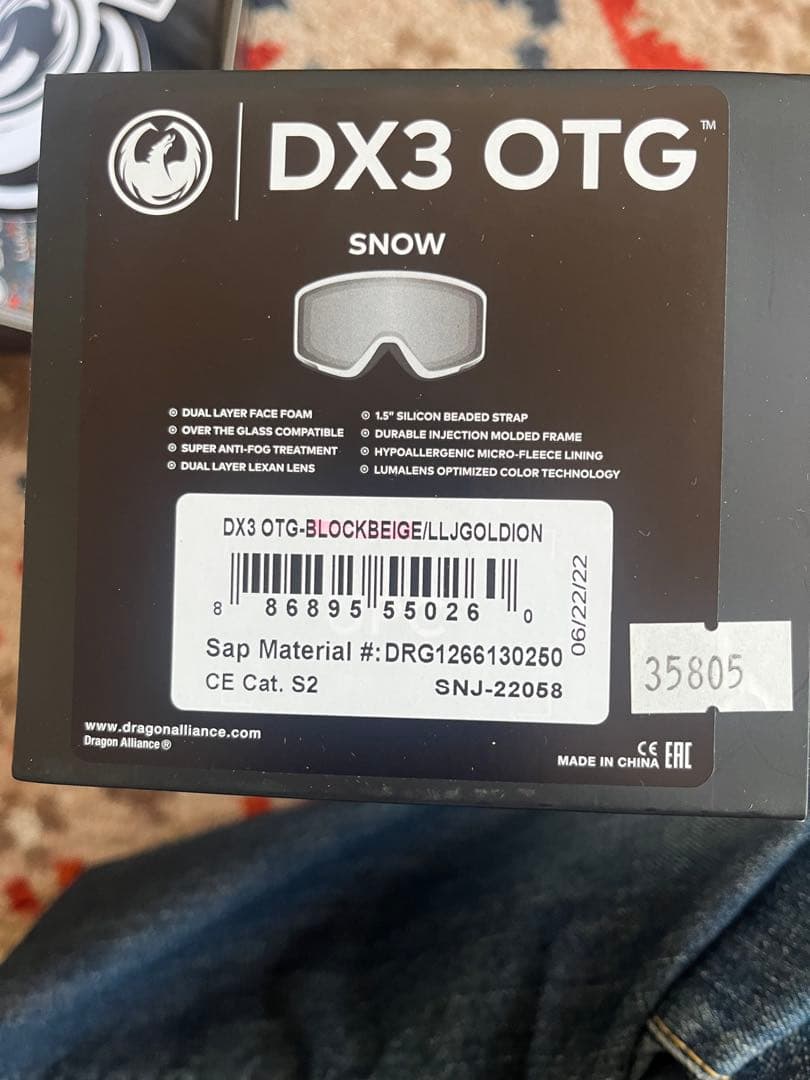 DX3 OTG™
SNOW
DUAL LAYER FACE FOAM
OVER THE GLASS COMPATIBLE
SUPER ANTI-FOG TREATMENT
DUAL LAYER LEXAN LENS
1.5" SILICON BEADED STRAP
DURABLE INJECTION MOLDED FRAME
HYPOALLERGENIC MICRO-FLEECE LINING
LUMALENS OPTIMIZED COLOR TECHNOLOGY
DX3 OTG-BLOCKBEIGE/LLJGOLDION
8 86895 55026 0
06/22/22
Sap Material #:DRG1266130250
CE Cat. S2 SNJ-22058
35805
www.dragonalliance.com
Dragon Alliance®
MADE IN CHINA CE EAC